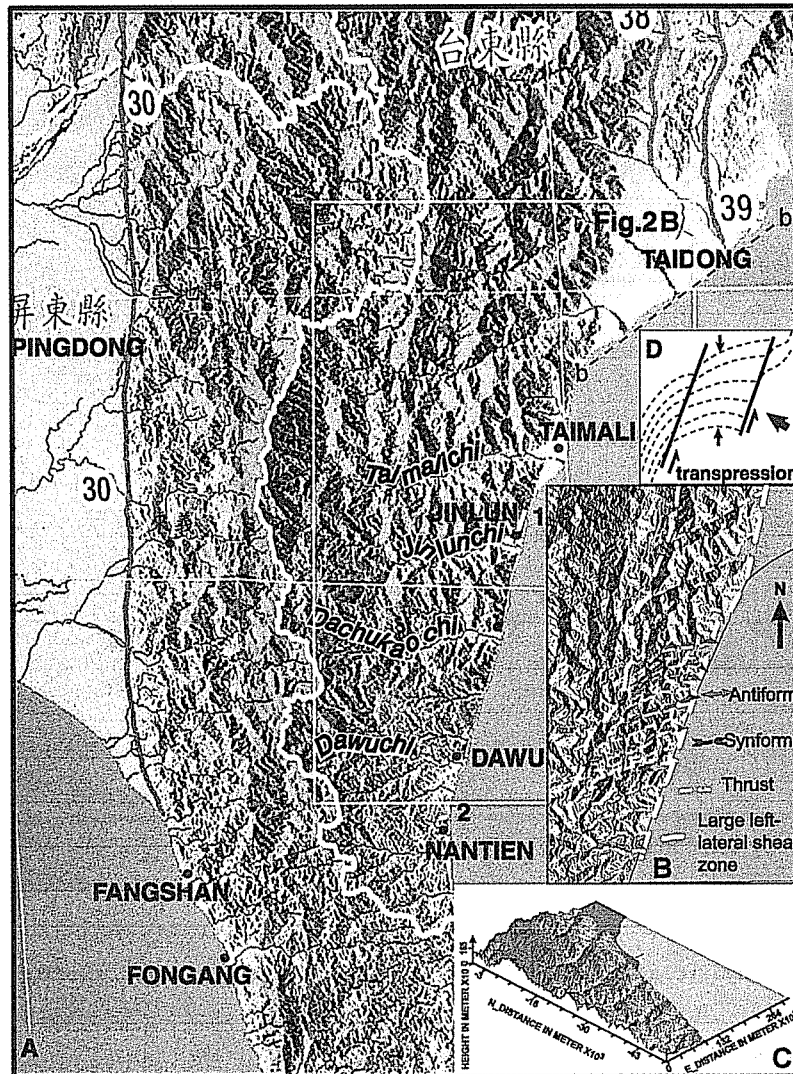 台東縣
38
30
39
Fig.2B
b
TAIDONG
屏東縣
PINGDONG
D
b
TAIMALI
Taimalichi
transpression
30
JINLUN
1
B
Jinlunchi
N
Dachukaochi
Antiform
Dawuchi
Synform
DAWU
Thrust
2
Large left-
NANTIEN
lateral shea
zone
B
FANGSHAN
FONGANG
HEIGHT IN METER X10
N_DISTANCE IN METER X10³
E_DISTANCE IN METER X10³
A
C